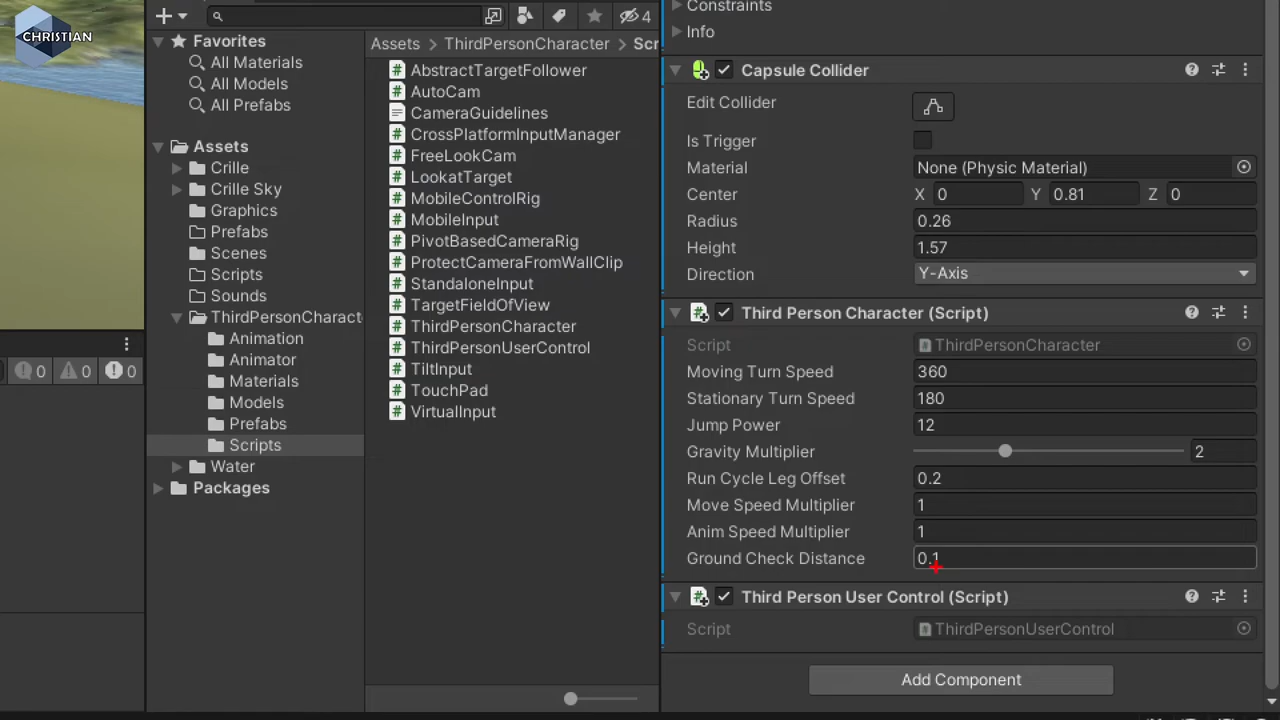 CHRISTIAN
4
Favorites
All Materials
All Models
All Prefabs
Assets
Crille
Crille Sky
Graphics
Prefabs
Scenes
Scripts
Sounds
ThirdPersonCharact
Animation
Animator
Materials
Models
Prefabs
Scripts
Water
Packages
0 0 0
Assets > ThirdPersonCharacter > Scr
AbstractTargetFollower
AutoCam
CameraGuidelines
CrossPlatformInputManager
FreeLookCam
LookatTarget
MobileControlRig
MobileInput
PivotBasedCameraRig
ProtectCameraFromWallClip
StandaloneInput
TargetFieldOfView
ThirdPersonCharacter
ThirdPersonUserControl
TiltInput
TouchPad
VirtualInput
Constraints
Info
Capsule Collider
Edit Collider
Is Trigger
Material None (Physic Material)
Center X 0 Y 0.81 Z 0
Radius 0.26
Height 1.57
Direction Y-Axis
Third Person Character (Script)
Script ThirdPersonCharacter
Moving Turn Speed 360
Stationary Turn Speed 180
Jump Power 12
Gravity Multiplier 2
Run Cycle Leg Offset 0.2
Move Speed Multiplier 1
Anim Speed Multiplier 1
Ground Check Distance 0.1
Third Person User Control (Script)
Script ThirdPersonUserControl
Add Component